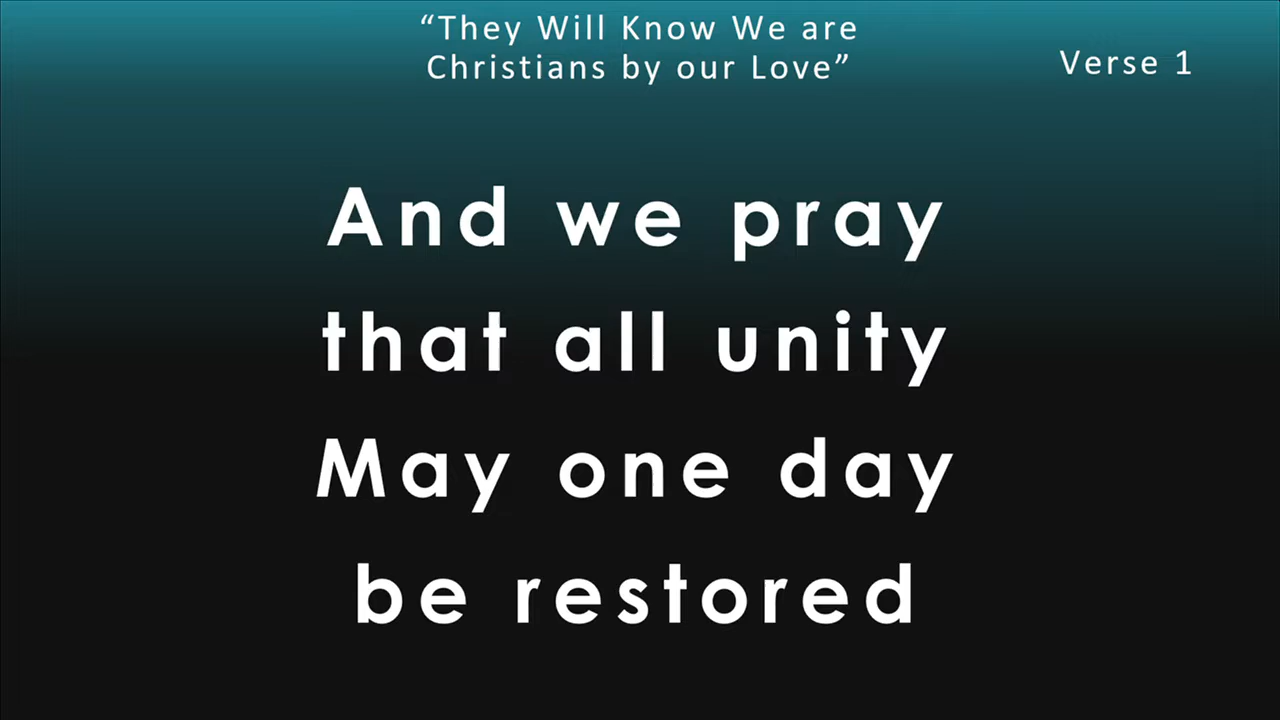 “They Will Know We are
Christians by our Love”
Verse 1
And we pray
that all unity
May one day
be restored